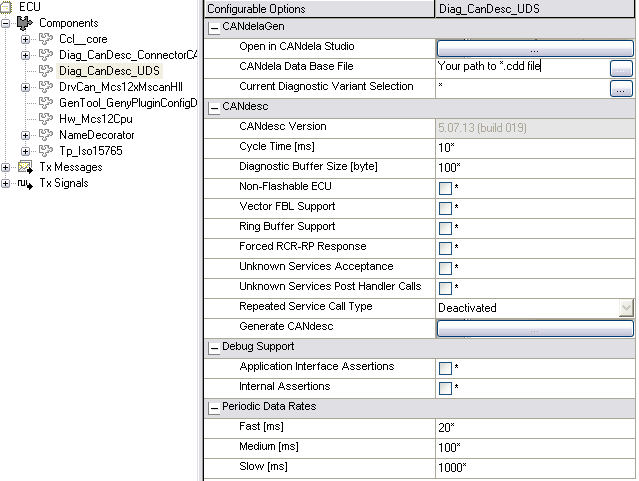 ECU
Components
Ccl__core
Diag_CanDesc_ConnectorCA
Diag_CanDesc_UDS
DrvCan_Mcs12xMscanHll
GenTool_GenyPluginConfigD
Hw_Mcs12Cpu
NameDecorator
Tp_Iso15765
Tx Messages
Tx Signals
Configurable Options Diag_CanDesc_UDS
CANdelaGen
Open in CANdela Studio ...
CANdela Data Base File Your path to *.cdd file ...
Current Diagnostic Variant Selection * ...
CANdesc
CANdesc Version 5.07.13 (build 019)
Cycle Time [ms] 10*
Diagnostic Buffer Size [byte] 100*
Non-Flashable ECU *
Vector FBL Support *
Ring Buffer Support *
Forced RCR-RP Response *
Unknown Services Acceptance *
Unknown Services Post Handler Calls *
Repeated Service Call Type Deactivated
Generate CANdesc ...
Debug Support
Application Interface Assertions *
Internal Assertions *
Periodic Data Rates
Fast [ms] 20*
Medium [ms] 100*
Slow [ms] 1000*